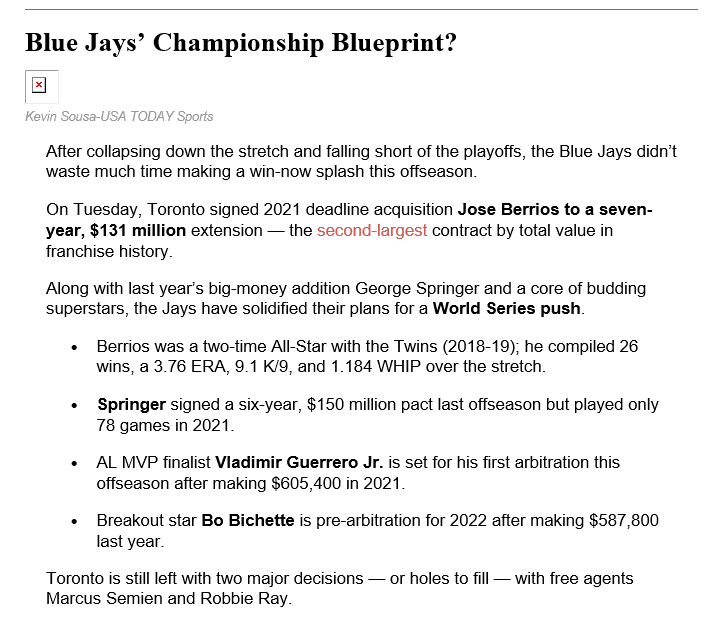 Blue Jays’ Championship Blueprint?
Kevin Sousa-USA TODAY Sports
After collapsing down the stretch and falling short of the playoffs, the Blue Jays didn’t
waste much time making a win-now splash this offseason.
On Tuesday, Toronto signed 2021 deadline acquisition Jose Berrios to a seven-
year, $131 million extension — the second-largest contract by total value in
franchise history.
Along with last year’s big-money addition George Springer and a core of budding
superstars, the Jays have solidified their plans for a World Series push.
• Berrios was a two-time All-Star with the Twins (2018-19); he compiled 26
wins, a 3.76 ERA, 9.1 K/9, and 1.184 WHIP over the stretch.
• Springer signed a six-year, $150 million pact last offseason but played only
78 games in 2021.
• AL MVP finalist Vladimir Guerrero Jr. is set for his first arbitration this
offseason after making $605,400 in 2021.
• Breakout star Bo Bichette is pre-arbitration for 2022 after making $587,800
last year.
Toronto is still left with two major decisions — or holes to fill — with free agents
Marcus Semien and Robbie Ray.